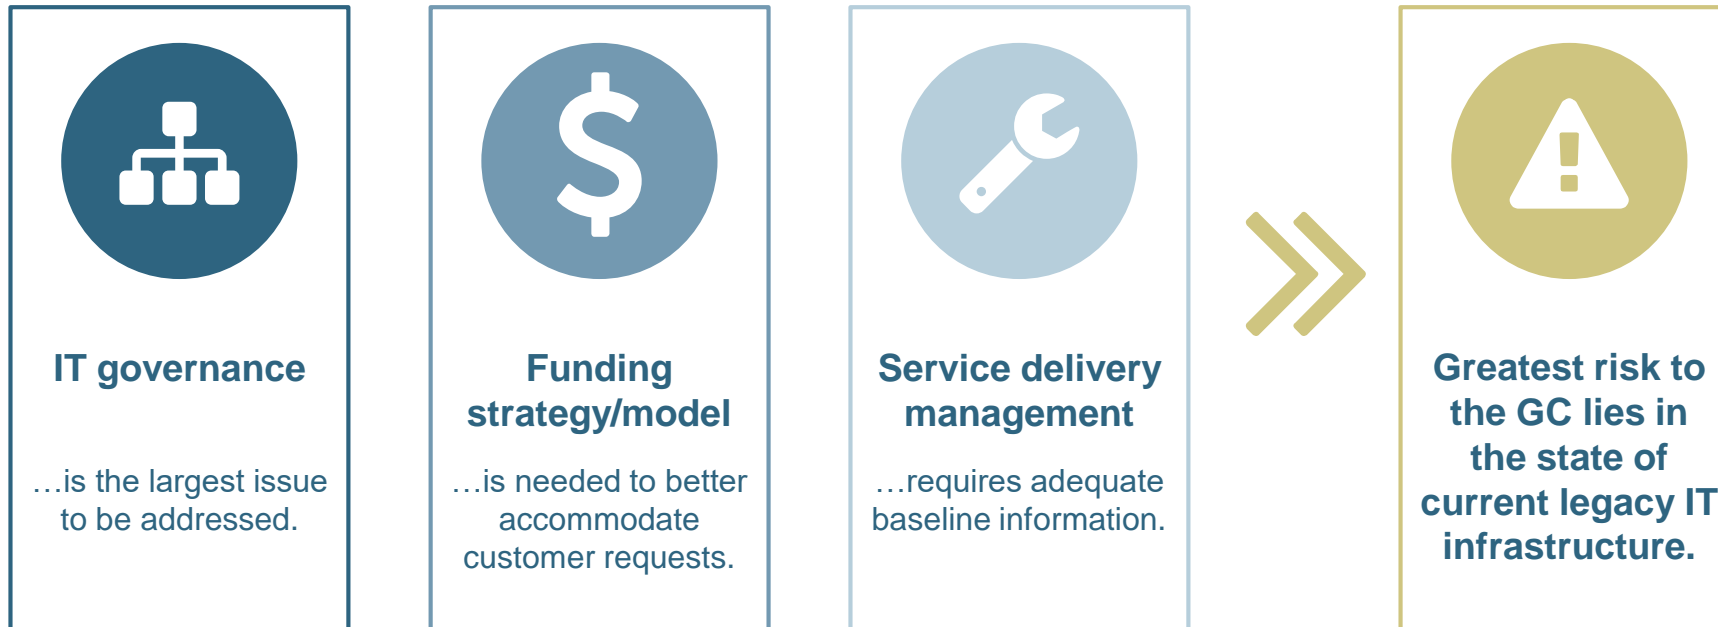 IT governance
…is the largest issue
to be addressed.
Funding
strategy/model
…is needed to better
accommodate
customer requests.
Service delivery
management
…requires adequate
baseline information.
Greatest risk to
the GC lies in
the state of
current legacy IT
infrastructure.